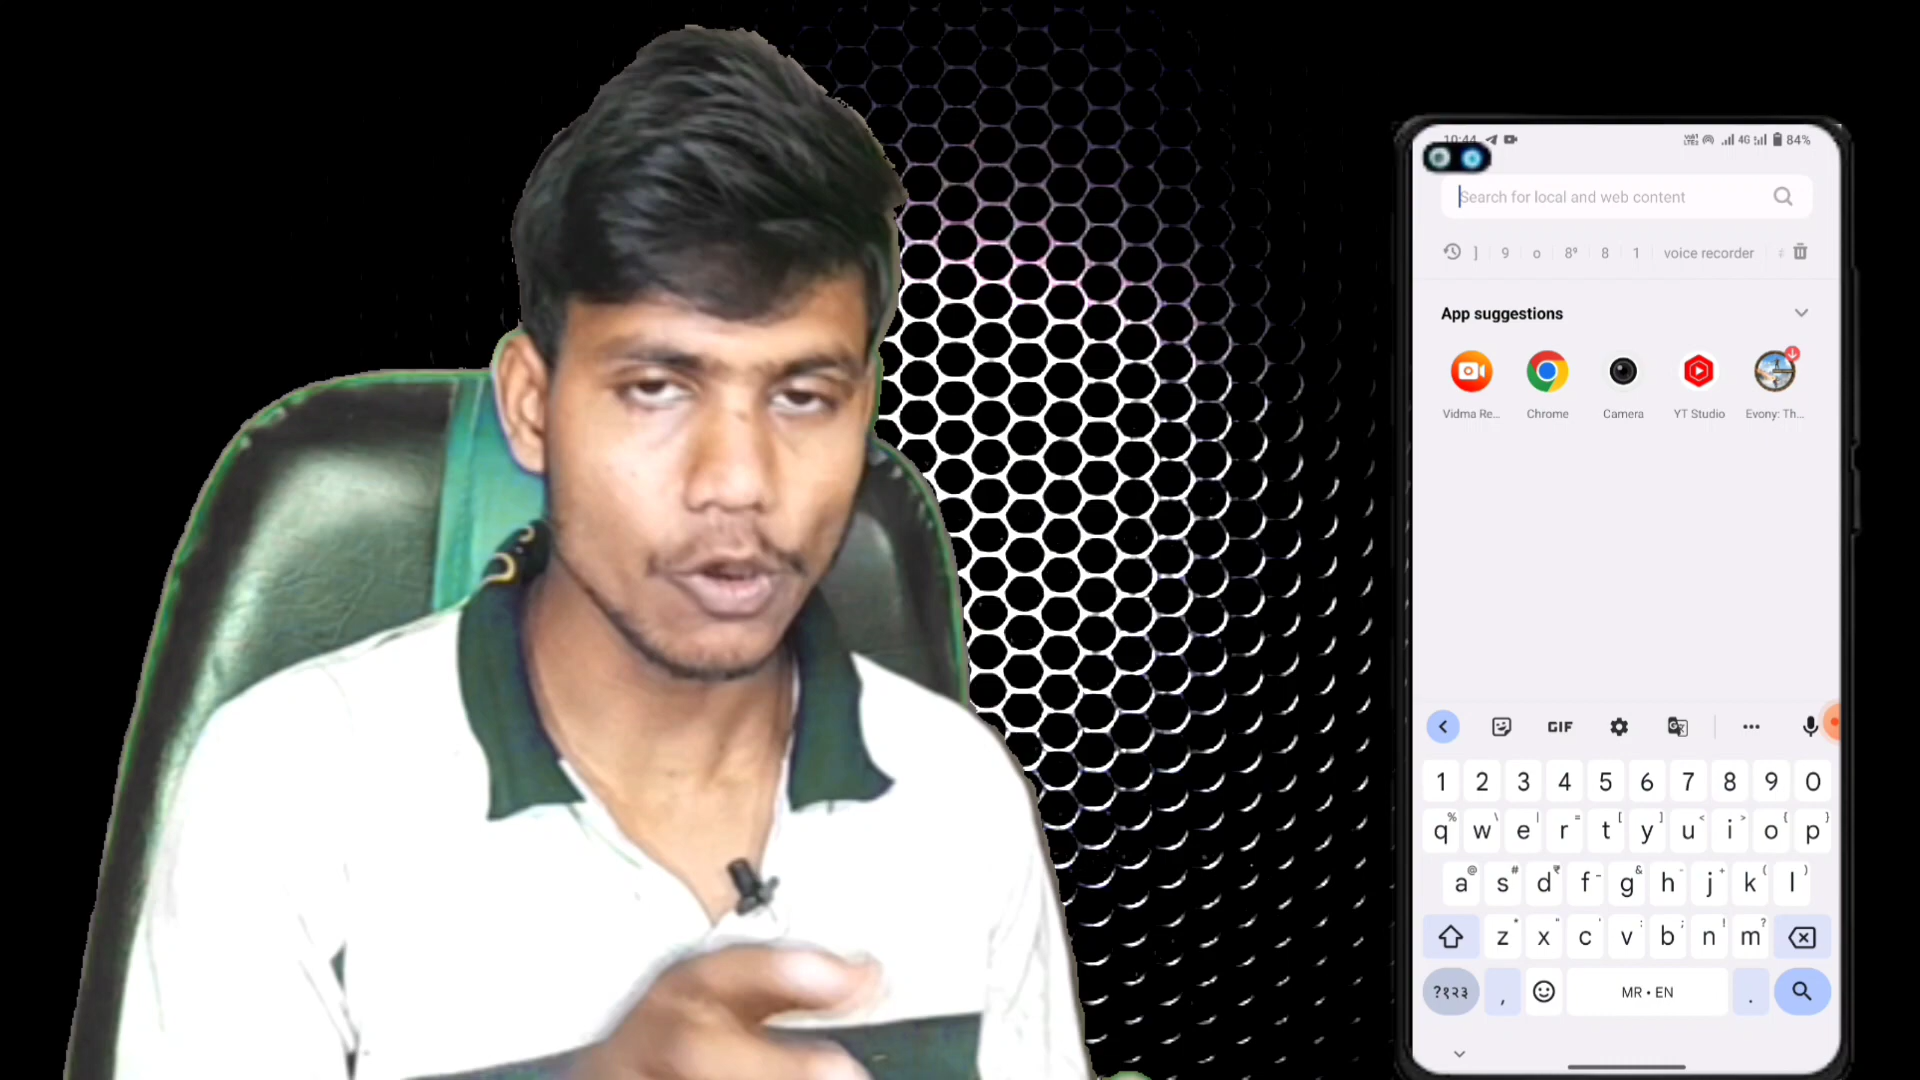 10:44 4G 84%
Search for local and web content
] 9 o 8⁹ 8 1 voice recorder
App suggestions
Vidma Re... Chrome Camera YT Studio Evony: Th...
GIF
1 2 3 4 5 6 7 8 9 0
q% w\ e| r= t[ y] u< i> o{ p}
a@ s# d₹ f- g& h- j+ k( l)
z* x" c' v: b; n! m?
?१२३ , MR • EN .